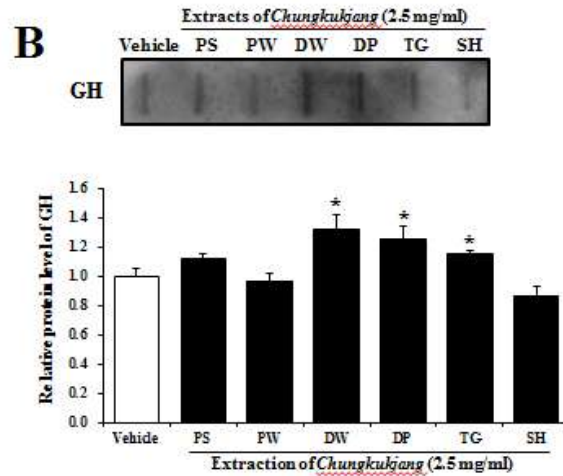 B
Extracts of Chungkukjang (2.5 mg/ml)
Vehicle PS PW DW DP TG SH
GH
Relative protein level of GH
1.6
1.4
1.2
1.0
0.8
0.6
0.4
0.2
0.0
* * *
Vehicle PS PW DW DP TG SH
Extraction of Chungkukjang (2.5 mg/ml)